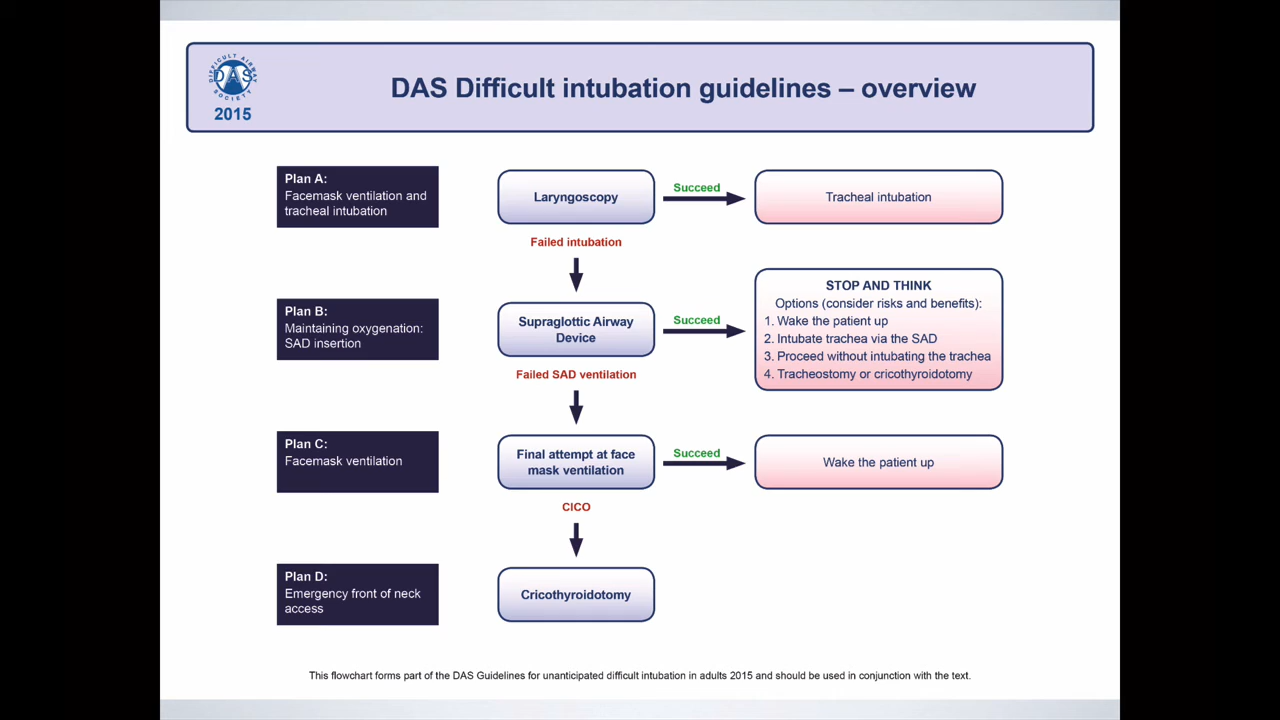 DIFFICULT AIRWAY SOCIETY
DAS
2015
DAS Difficult intubation guidelines – overview
Plan A:
Facemask ventilation and
tracheal intubation
Laryngoscopy
Succeed
Tracheal intubation
Failed intubation
Plan B:
Maintaining oxygenation:
SAD insertion
Supraglottic Airway
Device
Succeed
STOP AND THINK
Options (consider risks and benefits):
1. Wake the patient up
2. Intubate trachea via the SAD
3. Proceed without intubating the trachea
4. Tracheostomy or cricothyroidotomy
Failed SAD ventilation
Plan C:
Facemask ventilation
Final attempt at face
mask ventilation
Succeed
Wake the patient up
CICO
Plan D:
Emergency front of neck
access
Cricothyroidotomy
This flowchart forms part of the DAS Guidelines for unanticipated difficult intubation in adults 2015 and should be used in conjunction with the text.